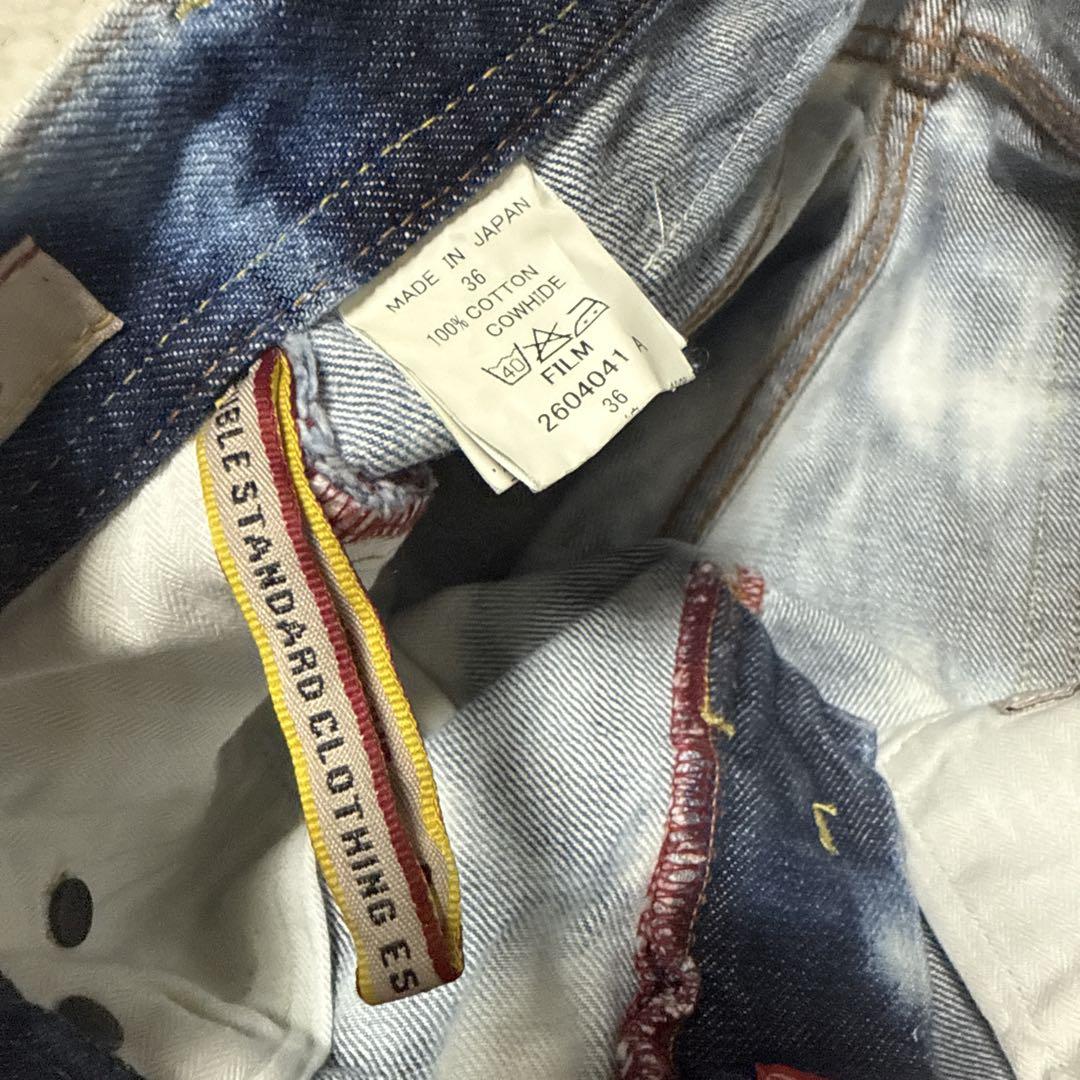 MADE IN JAPAN
36
100% COTTON
COWHIDE
40
FILM
2604041 A
36
BLE STANDARD CLOTHING ES